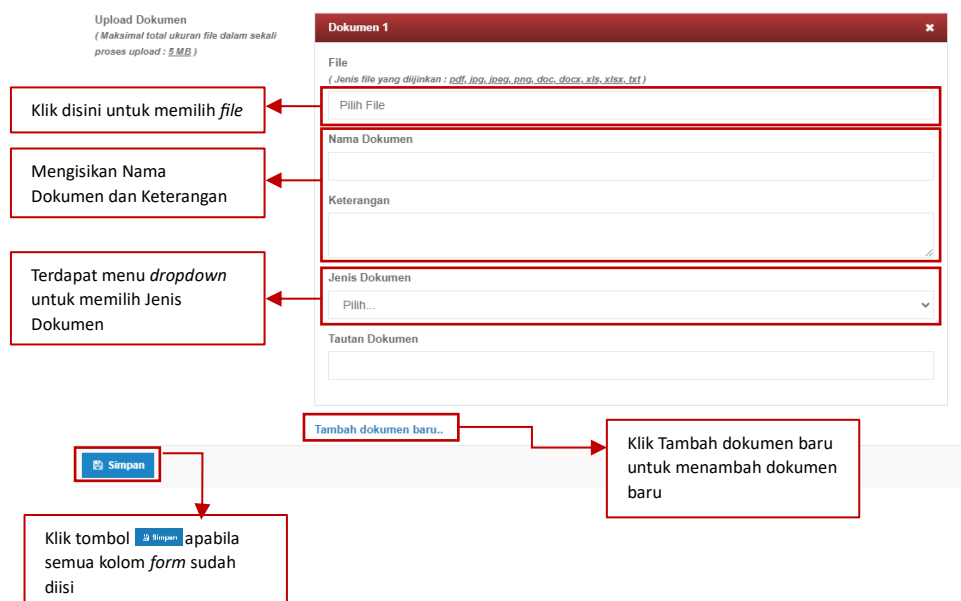 Upload Dokumen
( Maksimal total ukuran file dalam sekali
proses upload : 5 MB )
Dokumen 1
File
( Jenis file yang diijinkan : pdf, jpg, jpeg, png, doc, docx, xls, xlsx, txt )
Klik disini untuk memilih file
Pilih File
Nama Dokumen
Mengisikan Nama
Dokumen dan Keterangan
Keterangan
Terdapat menu dropdown
untuk memilih Jenis
Dokumen
Jenis Dokumen
Pilih...
Tautan Dokumen
Tambah dokumen baru..
Klik Tambah dokumen baru
untuk menambah dokumen
baru
Simpan
Klik tombol Simpan apabila
semua kolom form sudah
diisi